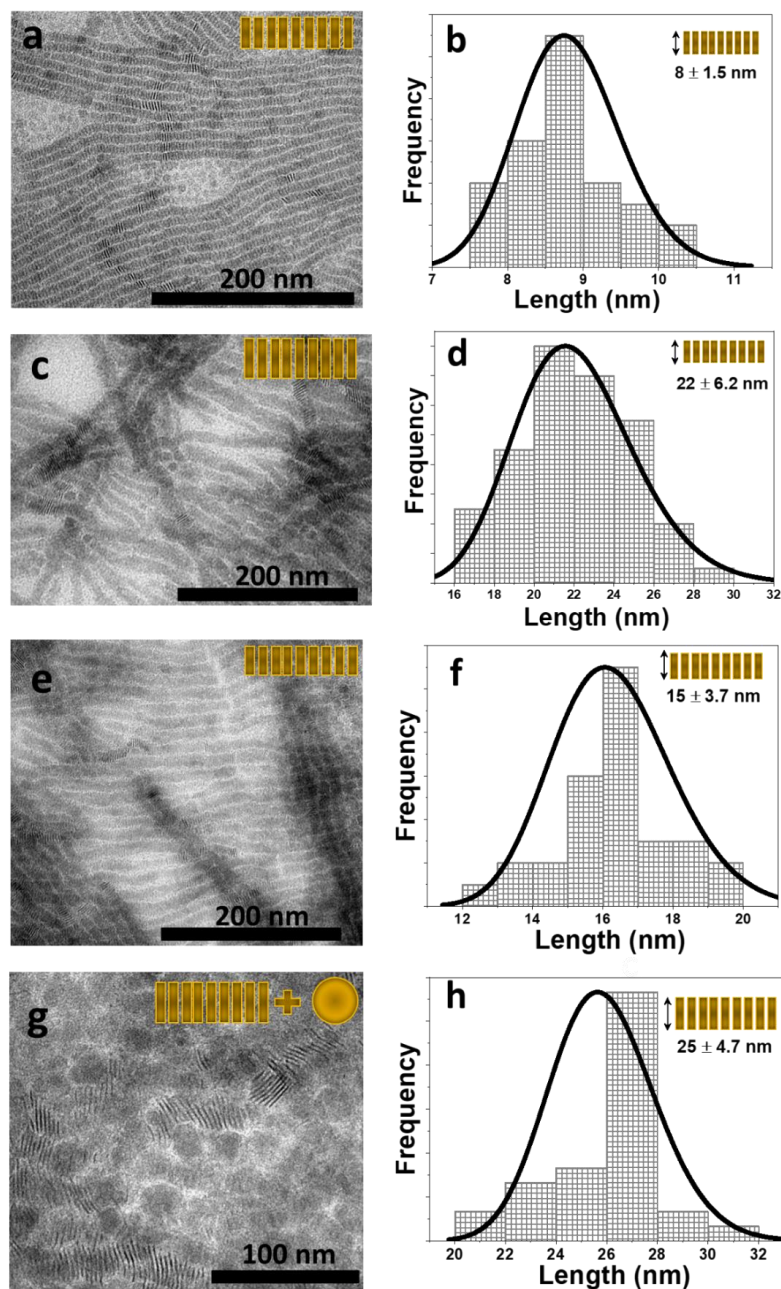 a
200 nm
b
8 ± 1.5 nm
Frequency
7 8 9 10 11
Length (nm)
c
200 nm
d
22 ± 6.2 nm
Frequency
16 18 20 22 24 26 28 30 32
Length (nm)
e
200 nm
f
15 ± 3.7 nm
Frequency
12 14 16 18 20
Length (nm)
g
100 nm
h
25 ± 4.7 nm
Frequency
20 22 24 26 28 30 32
Length (nm)